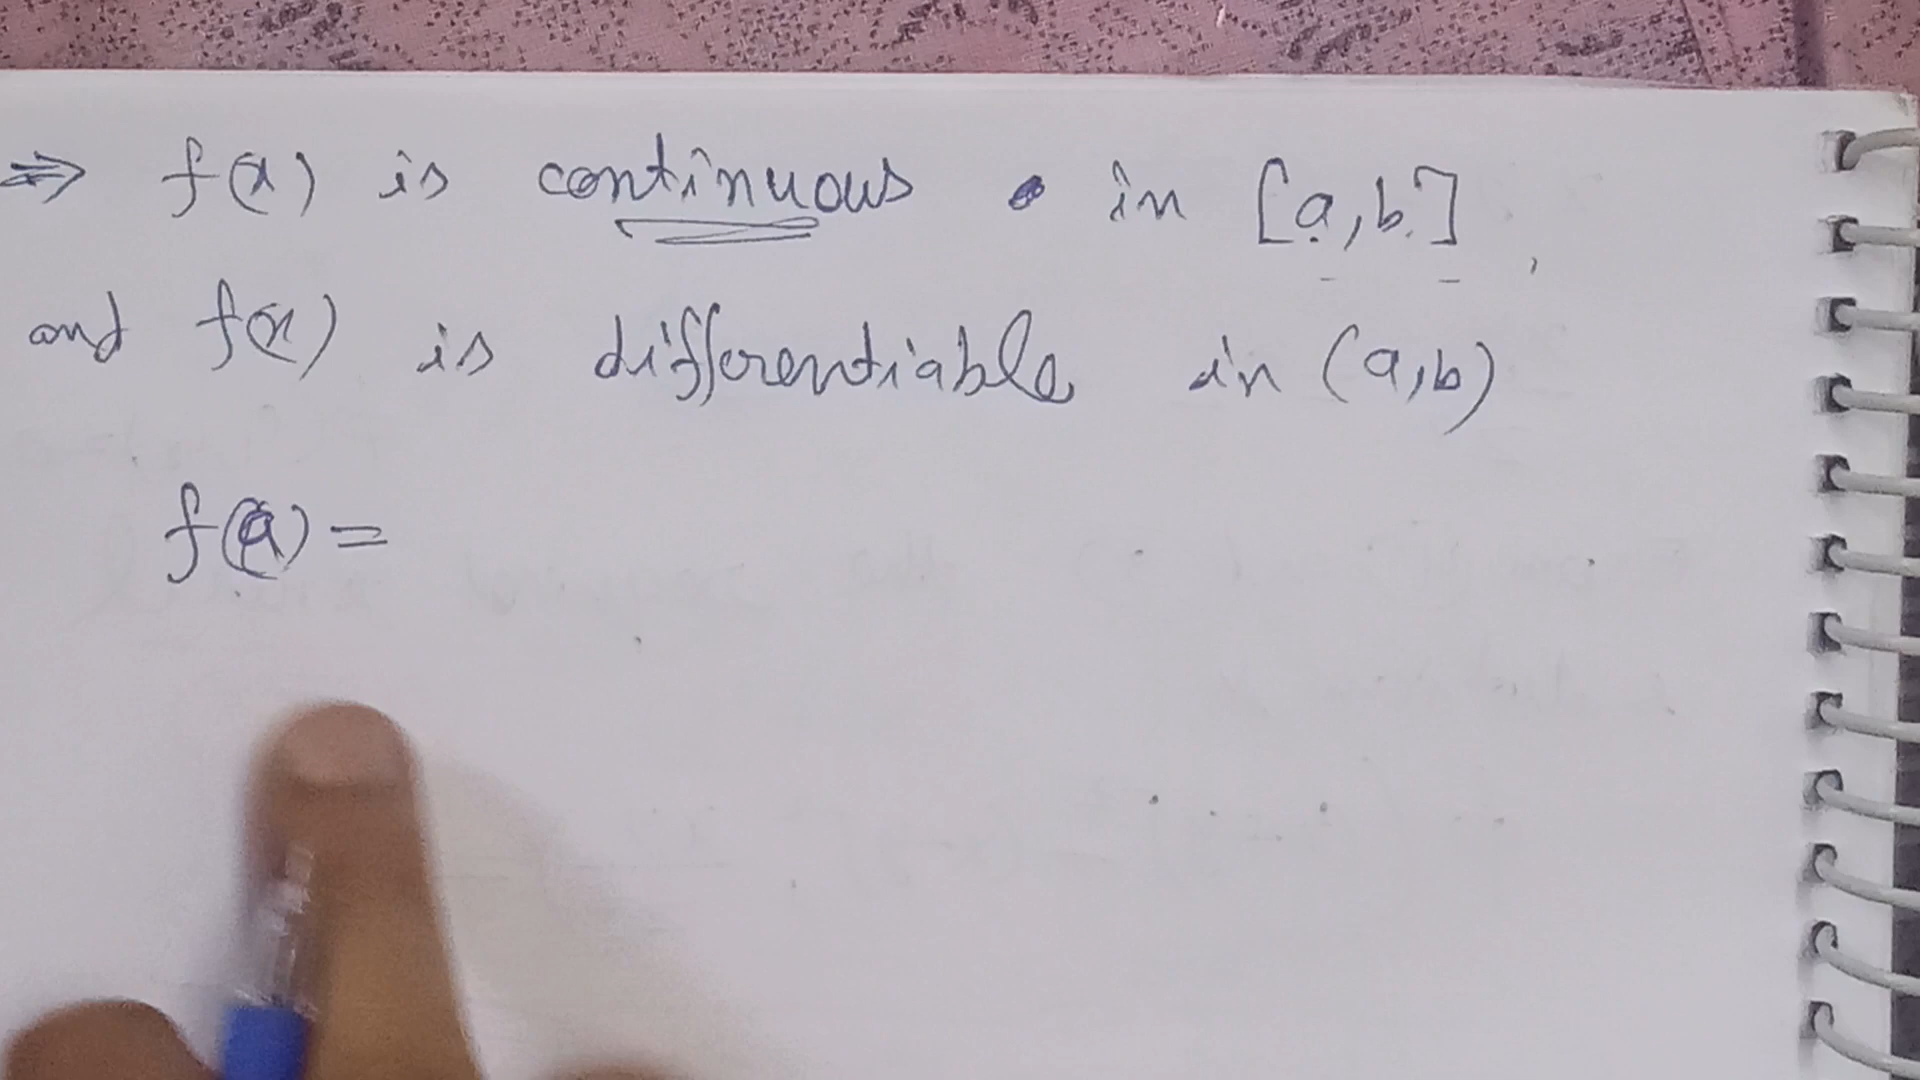 ⇒ f(x) is continuous in [a,b],
and f(x) is differentiable in (a,b)
f(a) =